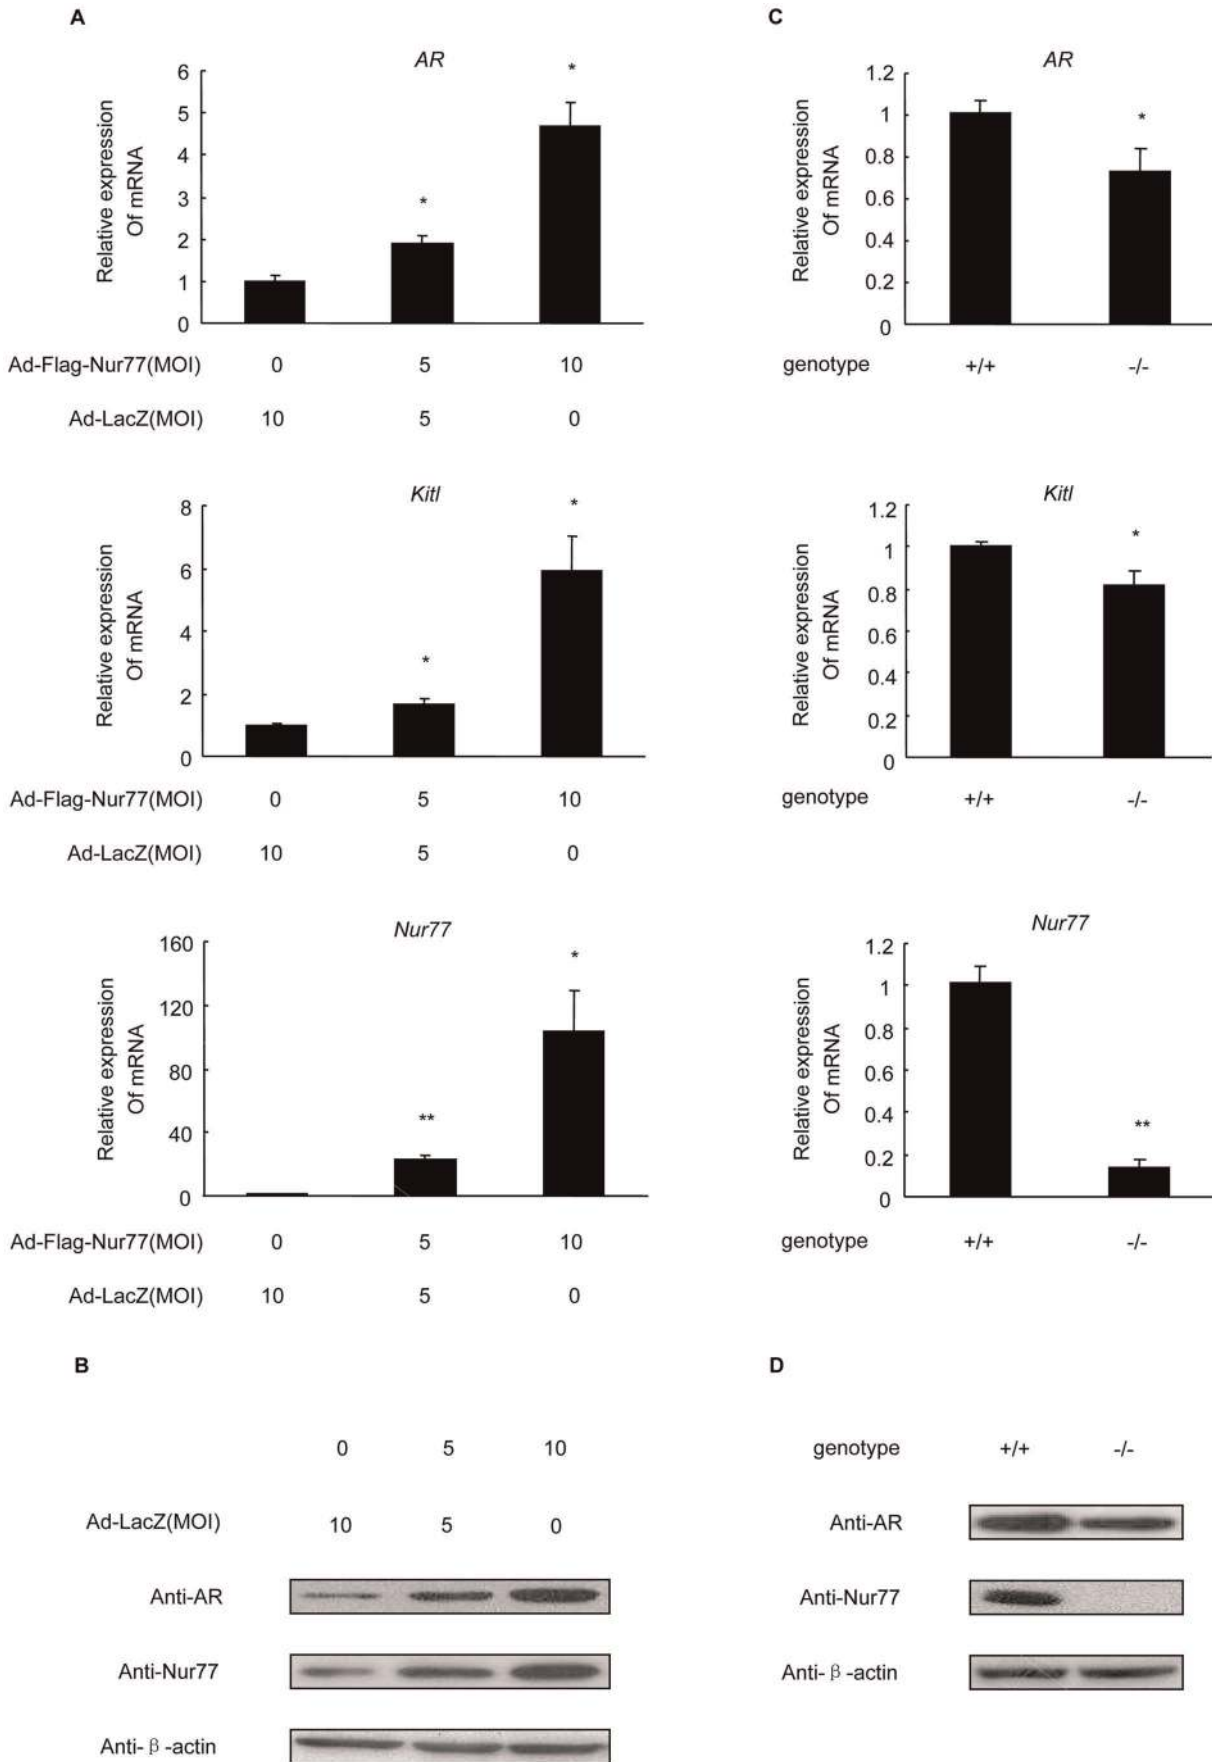 A
AR
Relative expression
Of mRNA
6
5
4
3
2
1
0
*
*
Ad-Flag-Nur77(MOI) 0 5 10
Ad-LacZ(MOI) 10 5 0
Kitl
Relative expression
Of mRNA
8
6
4
2
0
*
*
Ad-Flag-Nur77(MOI) 0 5 10
Ad-LacZ(MOI) 10 5 0
Nur77
Relative expression
Of mRNA
160
120
80
40
0
**
*
Ad-Flag-Nur77(MOI) 0 5 10
Ad-LacZ(MOI) 10 5 0
B
0 5 10
Ad-LacZ(MOI) 10 5 0
Anti-AR
Anti-Nur77
Anti-β-actin
C
AR
Relative expression
Of mRNA
1.2
1
0.8
0.6
0.4
0.2
0
*
genotype +/+ -/-
Kitl
Relative expression
Of mRNA
1.2
1
0.8
0.6
0.4
0.2
0
*
genotype +/+ -/-
Nur77
Relative expression
Of mRNA
1.2
1
0.8
0.6
0.4
0.2
0
**
genotype +/+ -/-
D
genotype +/+ -/-
Anti-AR
Anti-Nur77
Anti-β-actin